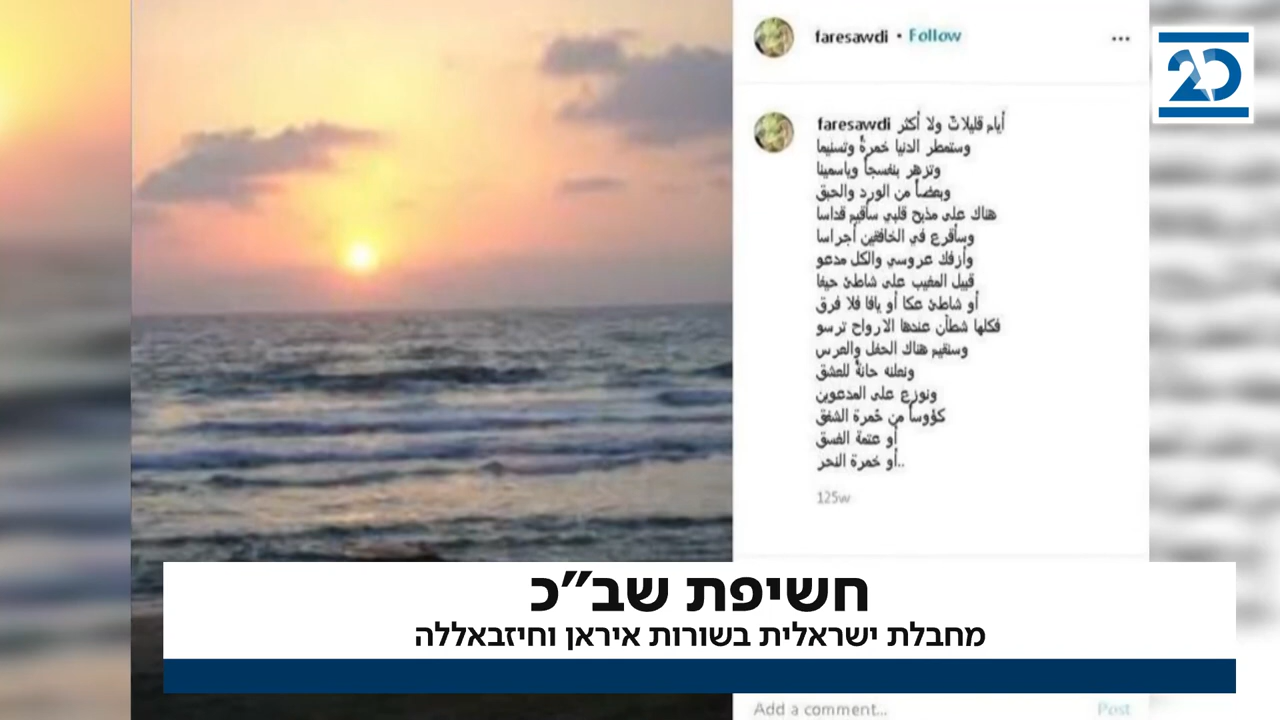 faresawdi • Follow
20
faresawdi أيام قليلاتٌ ولا أكثر
وستمطر الدنيا خمرةً وتسنيما
وتزهر بنفسجاً وياسمينا
وبعضاً من الورد والحبق
هناك على مذبح قلبي سأقيم قداسا
وسأقرع في الخافقين أجراسا
وأزفك عروسي والكل مدعو
قبيل المغيب على شاطئ حيفا
أو شاطئ عكا أو يافا فلا فرق
فكلها شطآن عندها الارواح ترسو
وسنقيم هناك الحفل والعرس
ونعلنه حانةً للعشق
ونوزع على المدعوين
كؤوساً من خمرة الشفق
أو عتمة الغسق
أو خمرة النحر..
125w
חשיפת שב"כ
מחבלת ישראלית בשורות איראן וחיזבאללה
Add a comment... Post